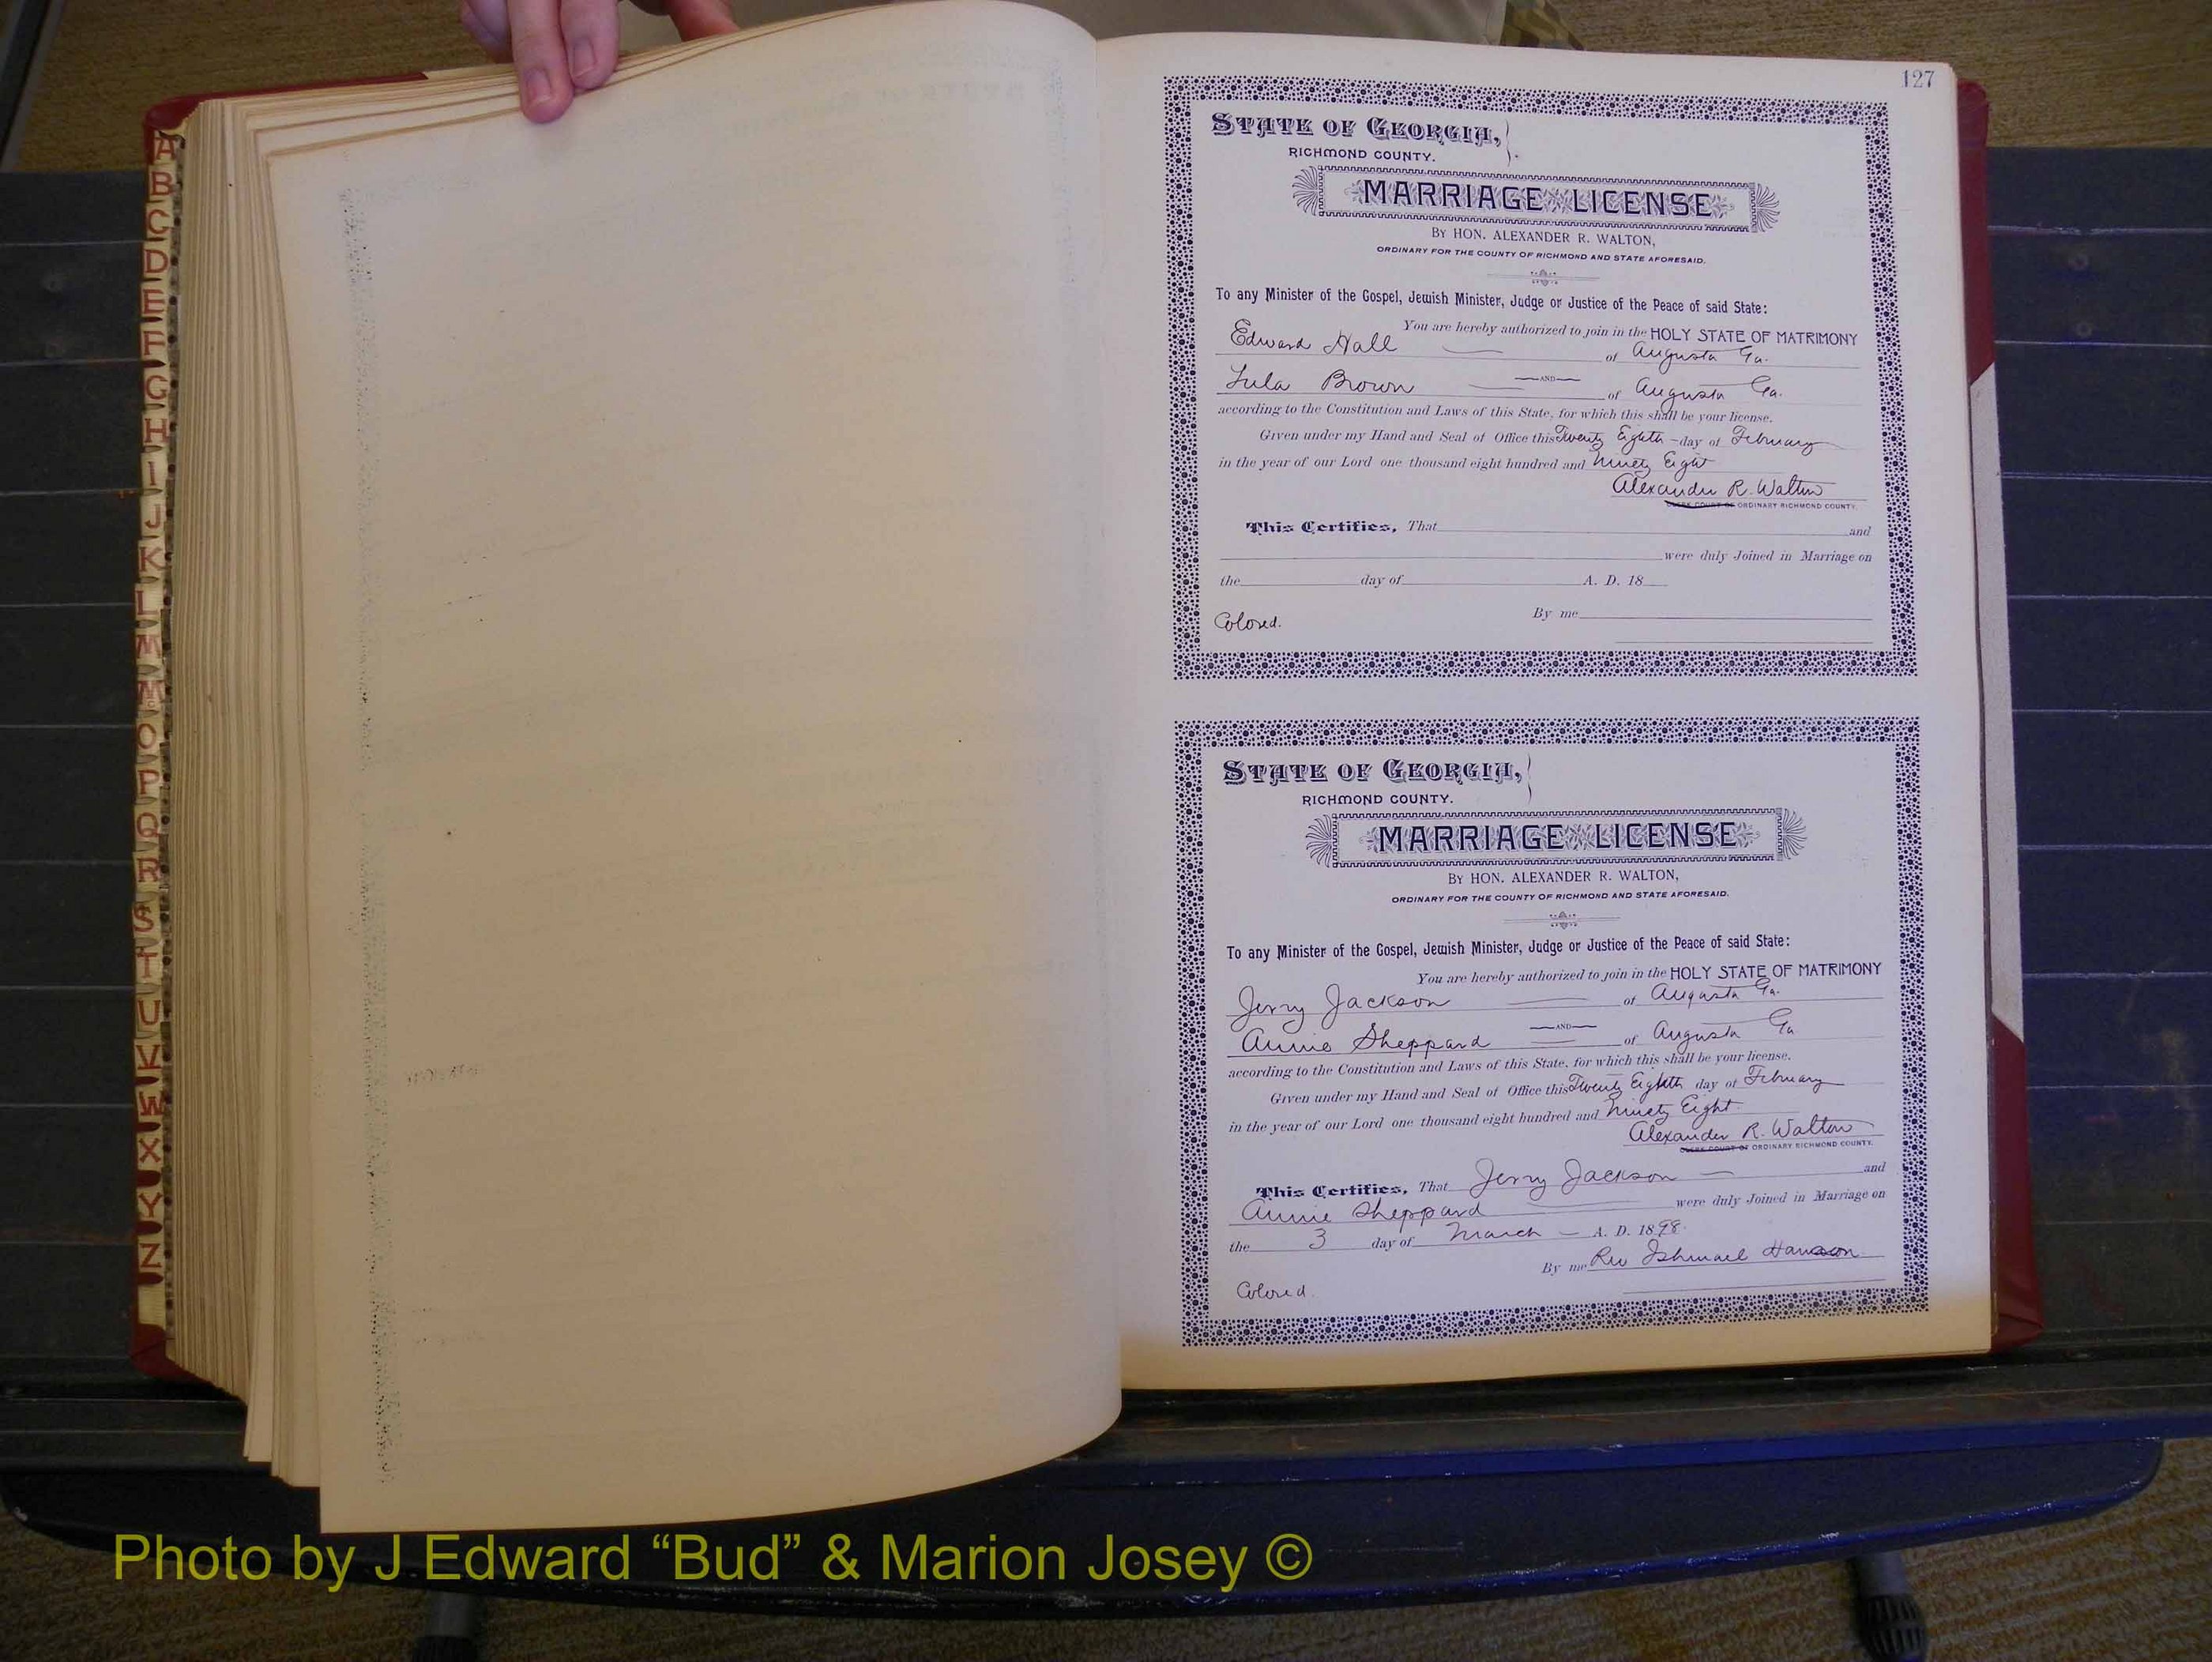 127
A
B
C
D
E
F
G
H
I
J
K
L
M
Mc
O
P
Q
R
S
T
U
V
W
X
Y
Z
STATE OF GEORGIA,
RICHMOND COUNTY.
MARRIAGE LICENSE
BY HON. ALEXANDER R. WALTON,
ORDINARY FOR THE COUNTY OF RICHMOND AND STATE AFORESAID.
To any Minister of the Gospel, Jewish Minister, Judge or Justice of the Peace of said State:
You are hereby authorized to join in the HOLY STATE OF MATRIMONY
Edward Hall of Augusta Ga.
AND
Lula Brown of Augusta Ga.
according to the Constitution and Laws of this State, for which this shall be your license.
Given under my Hand and Seal of Office this Twenty Eighth day of February
in the year of our Lord one thousand eight hundred and Ninety Eight
Alexander R. Walton
CLERK COURT OF ORDINARY RICHMOND COUNTY.
This Certifies, That and
were duly Joined in Marriage on
the day of A. D. 18
By me
Colored.
STATE OF GEORGIA,
RICHMOND COUNTY.
MARRIAGE LICENSE
BY HON. ALEXANDER R. WALTON,
ORDINARY FOR THE COUNTY OF RICHMOND AND STATE AFORESAID.
To any Minister of the Gospel, Jewish Minister, Judge or Justice of the Peace of said State:
You are hereby authorized to join in the HOLY STATE OF MATRIMONY
Jerry Jackson of Augusta Ga.
AND
Annie Sheppard of Augusta Ga
according to the Constitution and Laws of this State, for which this shall be your license.
Given under my Hand and Seal of Office this Twenty Eighth day of February
in the year of our Lord one thousand eight hundred and Ninety Eight.
Alexander R. Walton
CLERK COURT OF ORDINARY RICHMOND COUNTY.
This Certifies, That Jerry Jackson and
Annie Sheppard were duly Joined in Marriage on
the 3 day of March A. D. 1898.
By me Rev Ishmael
Colored.
Photo by J Edward “Bud” & Marion Josey ©